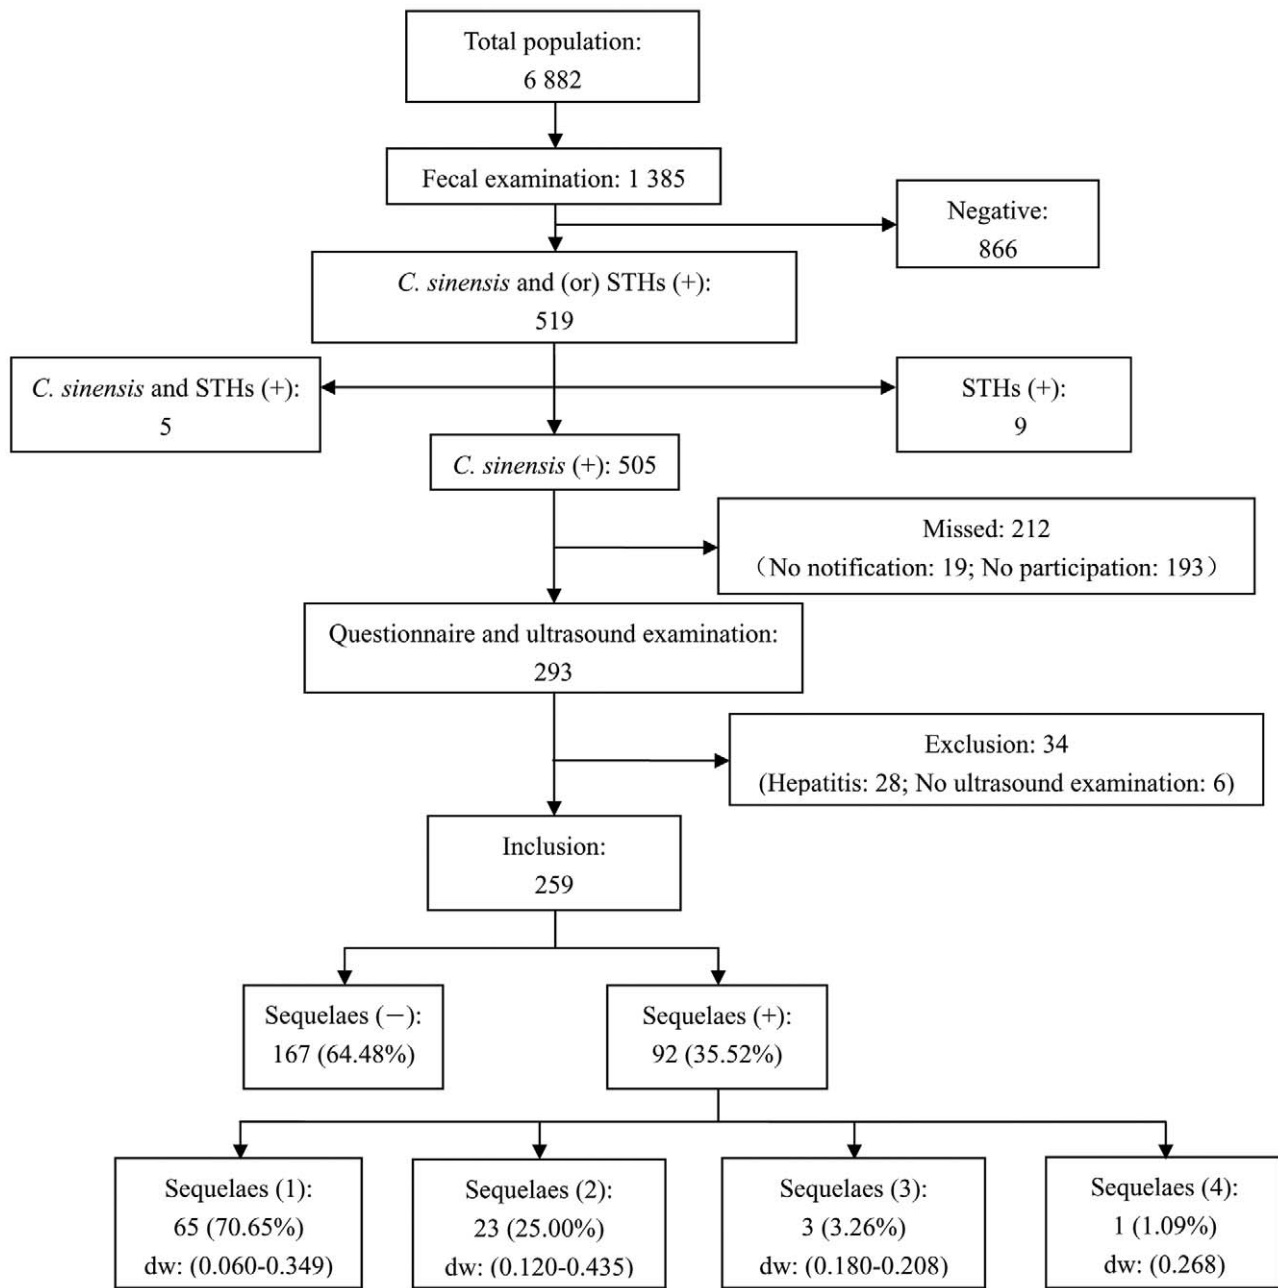 Total population:
6 882
Fecal examination: 1 385
Negative:
866
C. sinensis and (or) STHs (+):
519
C. sinensis and STHs (+):
5
STHs (+):
9
C. sinensis (+): 505
Missed: 212
（No notification: 19; No participation: 193）
Questionnaire and ultrasound examination:
293
Exclusion: 34
(Hepatitis: 28; No ultrasound examination: 6)
Inclusion:
259
Sequelaes (－):
167 (64.48%)
Sequelaes (+):
92 (35.52%)
Sequelaes (1):
65 (70.65%)
dw: (0.060-0.349)
Sequelaes (2):
23 (25.00%)
dw: (0.120-0.435)
Sequelaes (3):
3 (3.26%)
dw: (0.180-0.208)
Sequelaes (4):
1 (1.09%)
dw: (0.268)